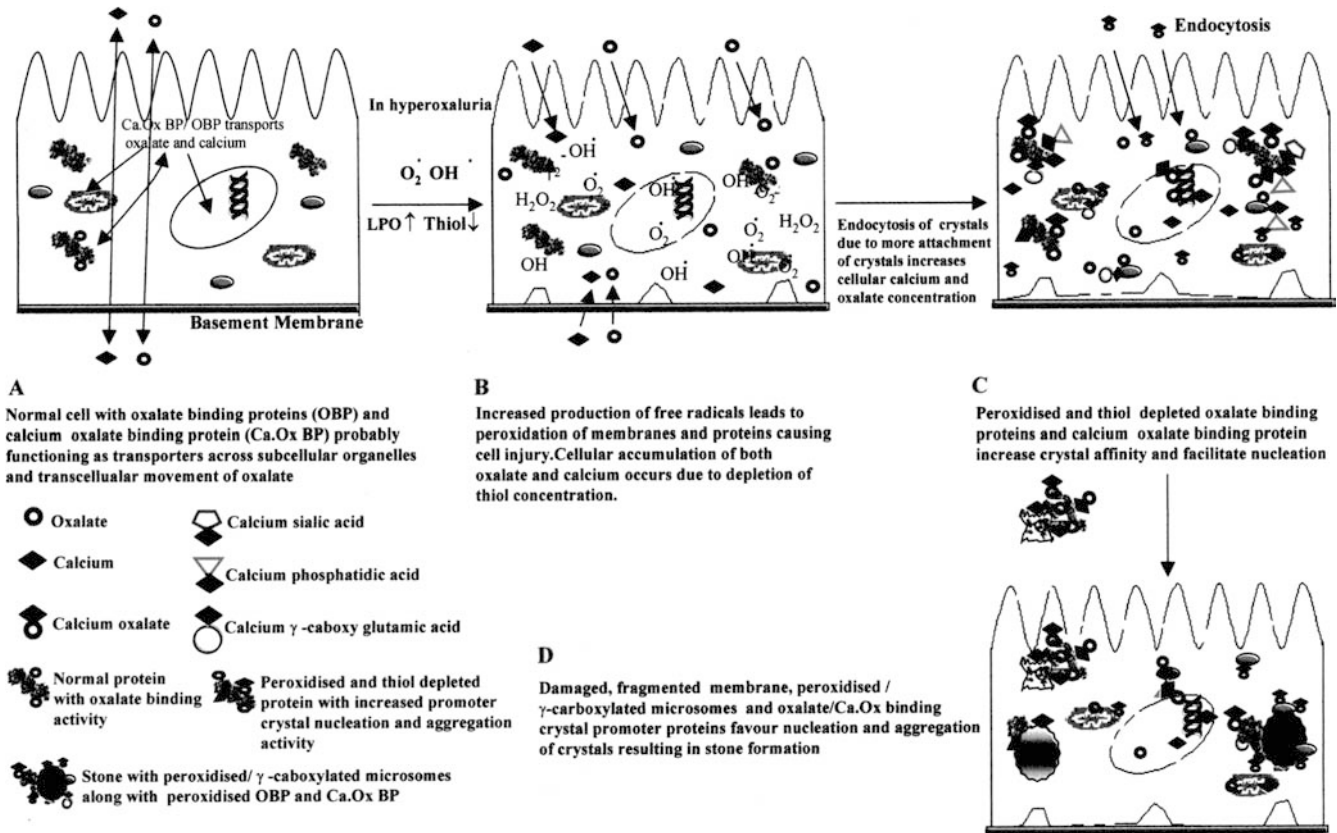 Endocytosis
In hyperoxaluria
Ca.Ox BP/ OBP transports
oxalate and calcium
O₂˙ OH ˙
LPO ↑ Thiol ↓
Basement Membrane
OH˙
2⁻
O₂˙
H₂O₂
OH˙
OH
O₂⁻
O₂˙
O₂˙
H₂O₂
OH
OH˙
OH
O₂˙
Endocytosis of crystals
due to more attachment
of crystals increases
cellular calcium and
oxalate concentration
A
Normal cell with oxalate binding proteins (OBP) and
calcium oxalate binding protein (Ca.Ox BP) probably
functioning as transporters across subcellular organelles
and transcellualar movement of oxalate
B
Increased production of free radicals leads to
peroxidation of membranes and proteins causing
cell injury.Cellular accumulation of both
oxalate and calcium occurs due to depletion of
thiol concentration.
C
Peroxidised and thiol depleted oxalate binding
proteins and calcium oxalate binding protein
increase crystal affinity and facilitate nucleation
Oxalate
Calcium
Calcium oxalate
Normal protein
with oxalate binding
activity
Calcium sialic acid
Calcium phosphatidic acid
Calcium γ -caboxy glutamic acid
Peroxidised and thiol depleted
protein with increased promoter
crystal nucleation and aggregation
activity
Stone with peroxidised/ γ -caboxylated microsomes
along with peroxidised OBP and Ca.Ox BP
D
Damaged, fragmented membrane, peroxidised /
γ-carboxylated microsomes and oxalate/Ca.Ox binding
crystal promoter proteins favour nucleation and aggregation
of crystals resulting in stone formation